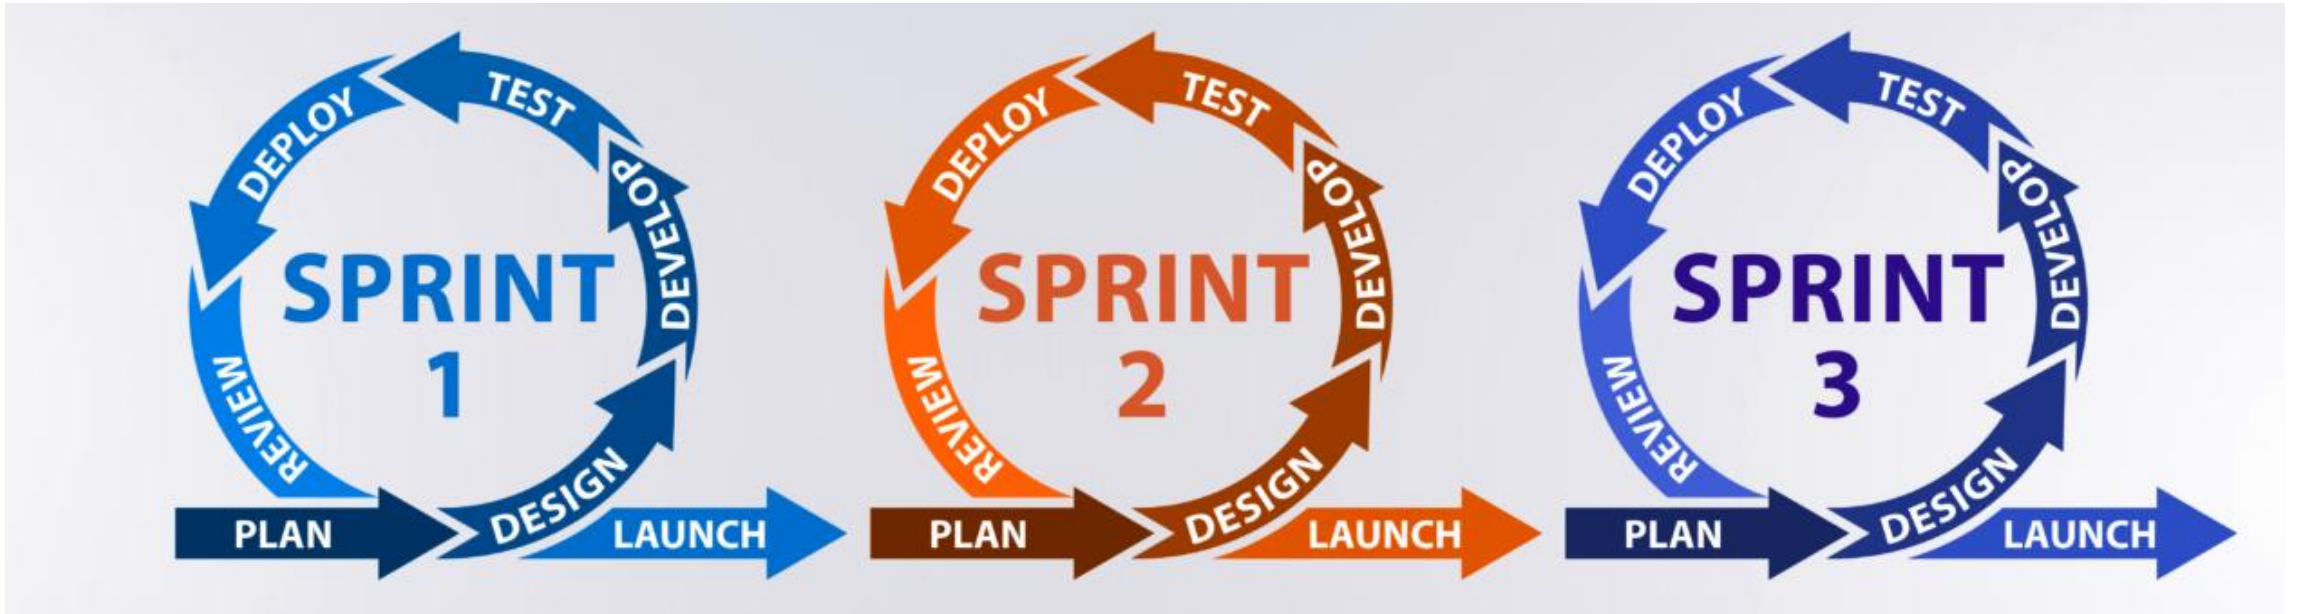 TEST
DEPLOY
DEVELOP
SPRINT
1
REVIEW
DESIGN
PLAN
LAUNCH
TEST
DEPLOY
DEVELOP
SPRINT
2
REVIEW
DESIGN
PLAN
LAUNCH
TEST
DEPLOY
DEVELOP
SPRINT
3
REVIEW
DESIGN
PLAN
LAUNCH